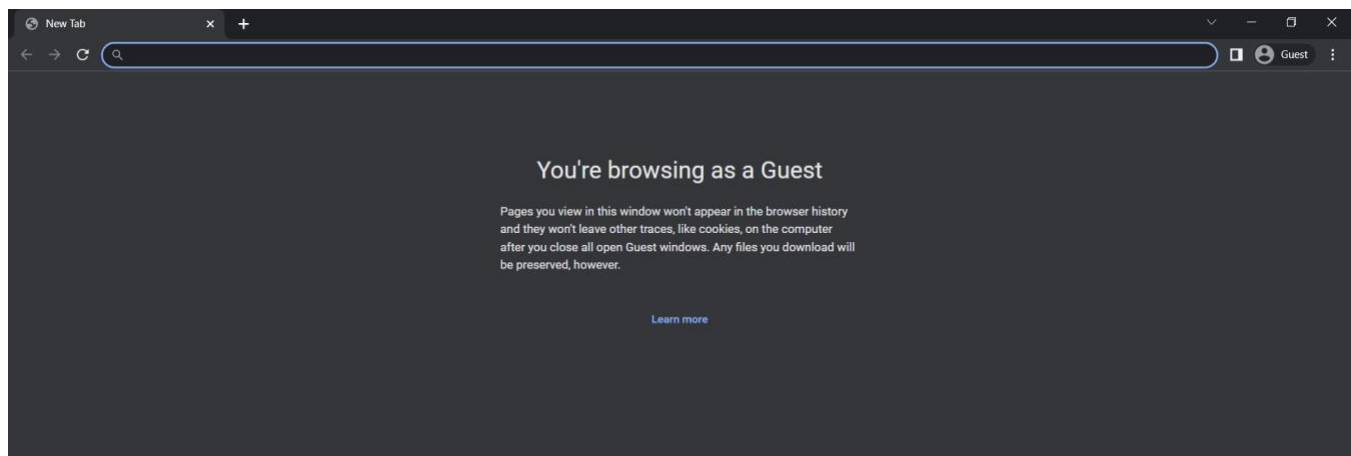 New Tab
Guest
You're browsing as a Guest
Pages you view in this window won't appear in the browser history
and they won't leave other traces, like cookies, on the computer
after you close all open Guest windows. Any files you download will
be preserved, however.
Learn more